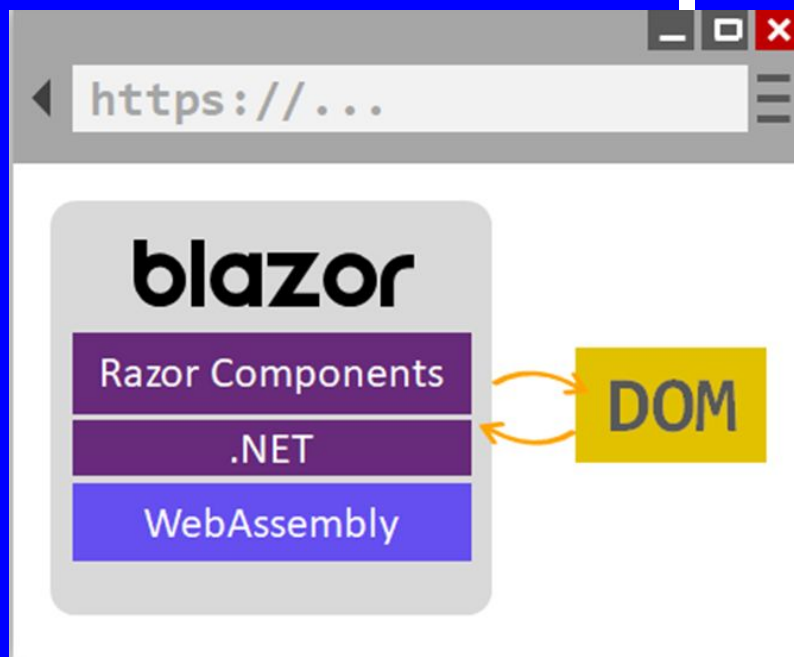 https://...
blazor
Razor Components
.NET
WebAssembly
DOM